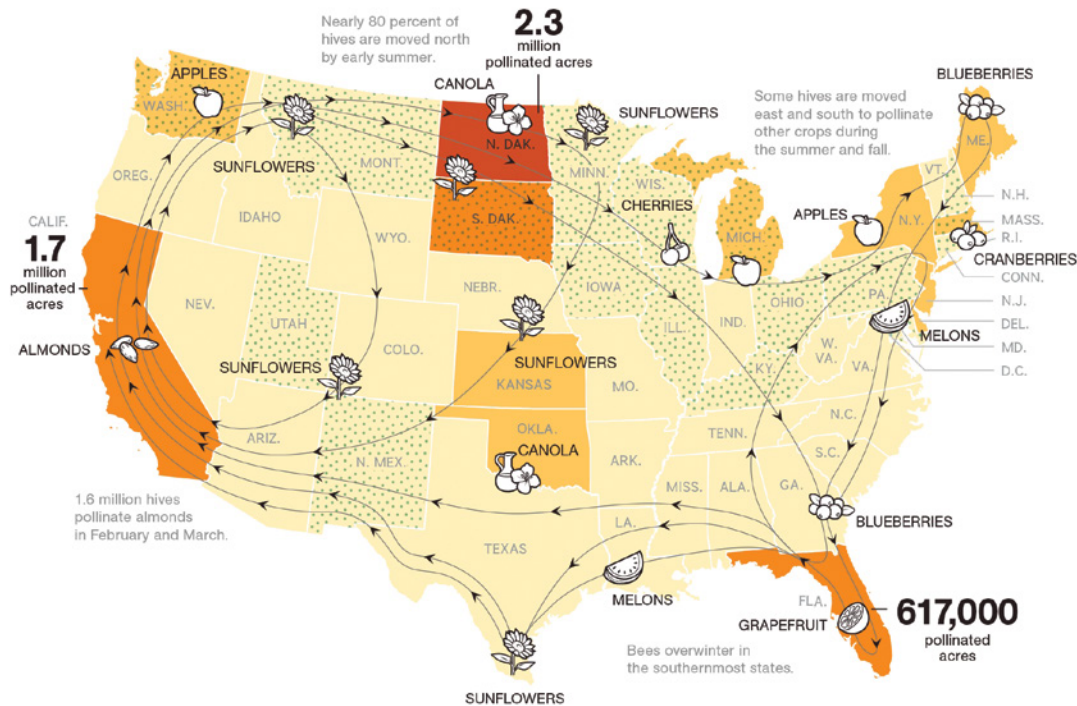 Nearly 80 percent of
hives are moved north
by early summer.
2.3
million
pollinated acres
APPLES
CANOLA
BLUEBERRIES
WASH.
SUNFLOWERS
Some hives are moved
east and south to pollinate
other crops during
the summer and fall.
N. DAK.
ME.
SUNFLOWERS
MONT.
MINN.
VT.
OREG.
WIS.
N.H.
CHERRIES
APPLES
CALIF.
IDAHO
S. DAK.
N.Y.
MASS.
1.7
million
pollinated
acres
WYO.
MICH.
R.I.
CRANBERRIES
CONN.
NEV.
NEBR.
IOWA
PA.
N.J.
UTAH
OHIO
ILL.
IND.
DEL.
ALMONDS
COLO.
MELONS
W.
VA.
MD.
SUNFLOWERS
SUNFLOWERS
VA.
D.C.
KANSAS
MO.
KY.
N.C.
ARIZ.
OKLA.
TENN.
N. MEX.
CANOLA
ARK.
S.C.
1.6 million hives
pollinate almonds
in February and March.
MISS.
ALA.
GA.
LA.
BLUEBERRIES
TEXAS
MELONS
FLA.
617,000
pollinated
acres
GRAPEFRUIT
Bees overwinter in
the southernmost states.
SUNFLOWERS